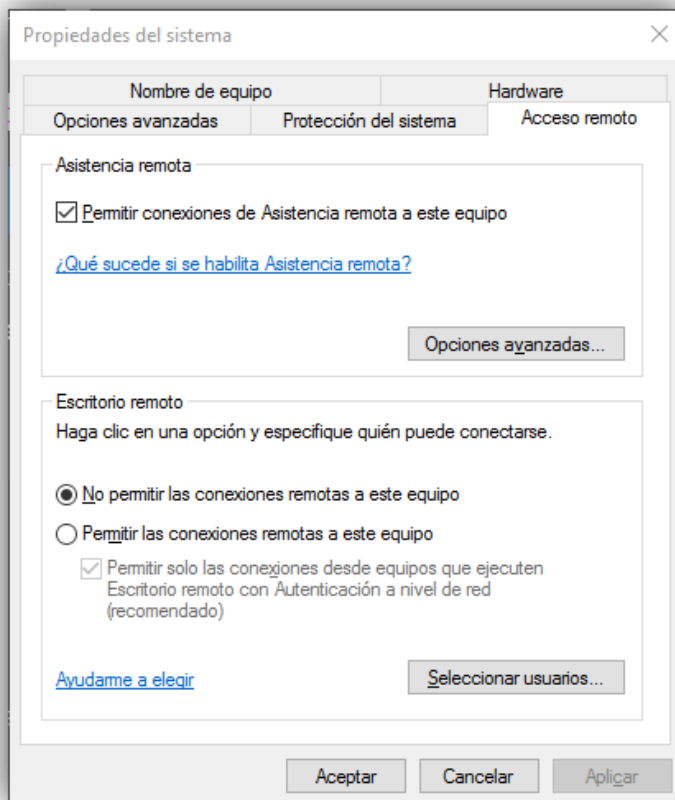 Propiedades del sistema
Nombre de equipo
Hardware
Opciones avanzadas
Protección del sistema
Acceso remoto
Asistencia remota
Permitir conexiones de Asistencia remota a este equipo
¿Qué sucede si se habilita Asistencia remota?
Opciones avanzadas...
Escritorio remoto
Haga clic en una opción y especifique quién puede conectarse.
No permitir las conexiones remotas a este equipo
Permitir las conexiones remotas a este equipo
Permitir solo las conexiones desde equipos que ejecuten
Escritorio remoto con Autenticación a nivel de red
(recomendado)
Ayudarme a elegir
Seleccionar usuarios...
Aceptar
Cancelar
Aplicar